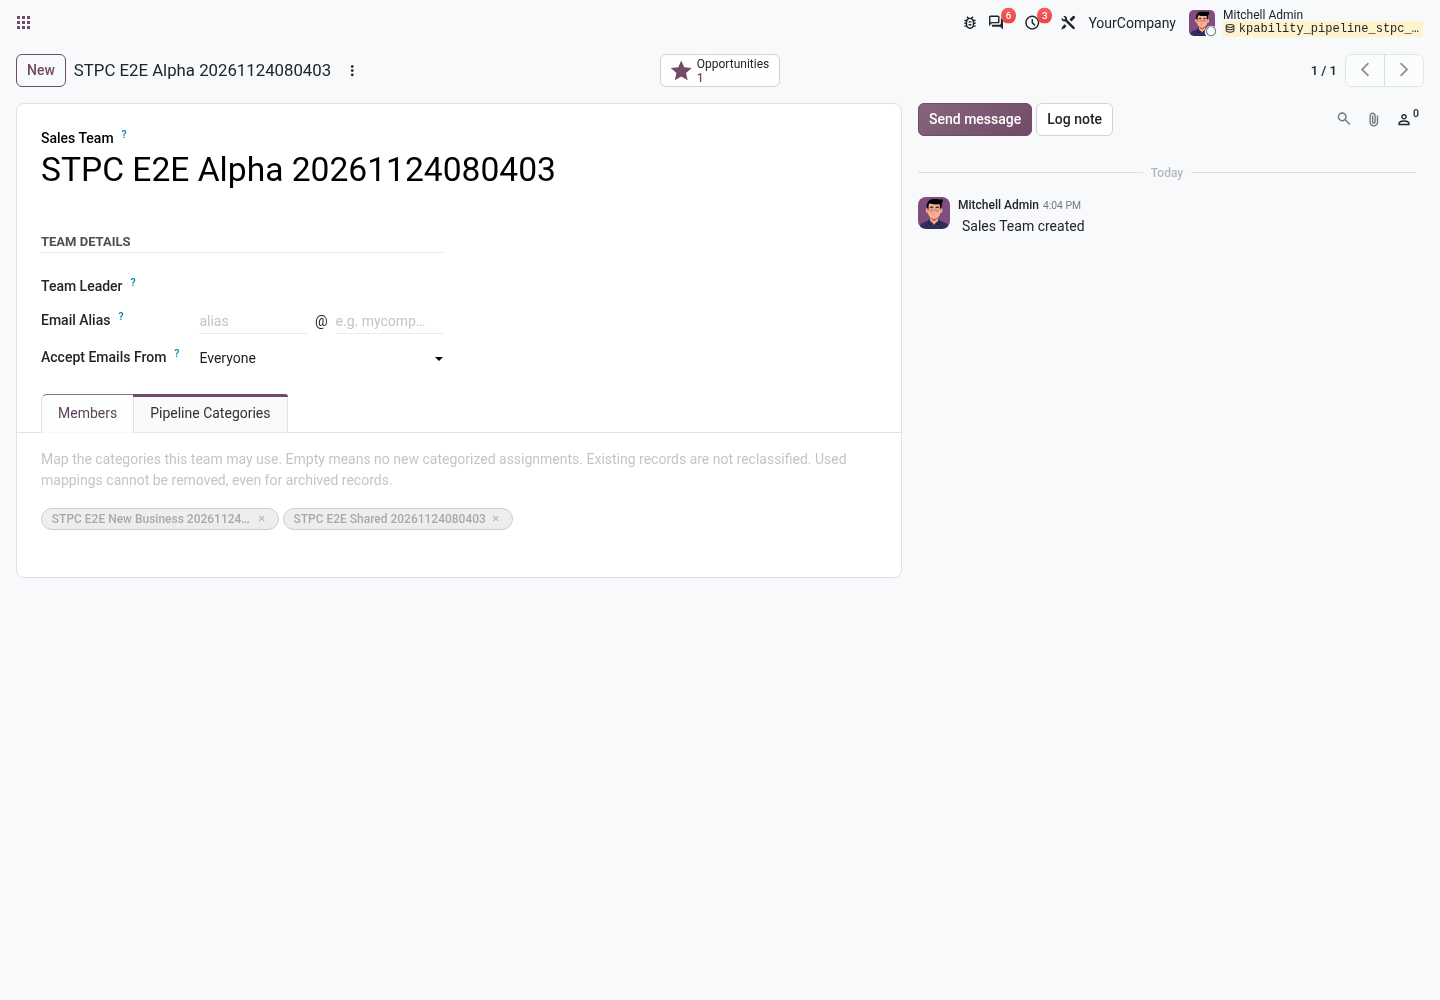 6
3
YourCompany
Mitchell Admin
kpability_pipeline_stpc_…
New
STPC E2E Alpha 20261124080403
Opportunities
1
1 / 1
Sales Team ?
STPC E2E Alpha 20261124080403
TEAM DETAILS
Team Leader ?
Email Alias ?
alias @ e.g. mycomp…
Accept Emails From ?
Everyone
Members
Pipeline Categories
Map the categories this team may use. Empty means no new categorized assignments. Existing records are not reclassified. Used
mappings cannot be removed, even for archived records.
STPC E2E New Business 20261124… ×
STPC E2E Shared 20261124080403 ×
Send message
Log note
0
Today
Mitchell Admin 4:04 PM
Sales Team created